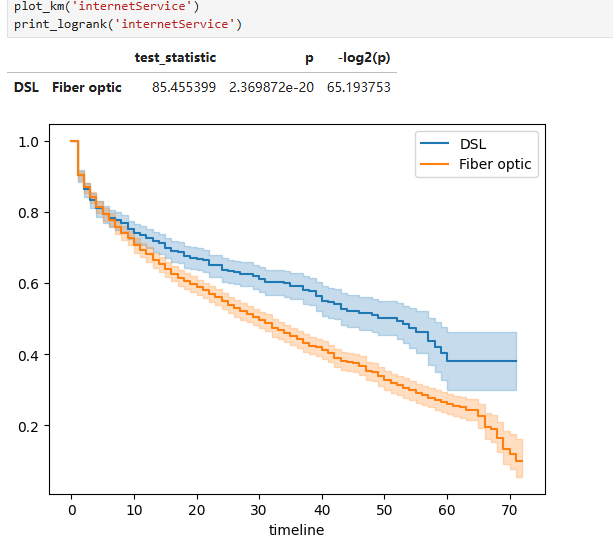 plot_km('internetService')
print_logrank('internetService')
test_statistic p -log2(p)
DSL Fiber optic 85.455399 2.369872e-20 65.193753
DSL
Fiber optic
1.0
0.8
0.6
0.4
0.2
0 10 20 30 40 50 60 70
timeline